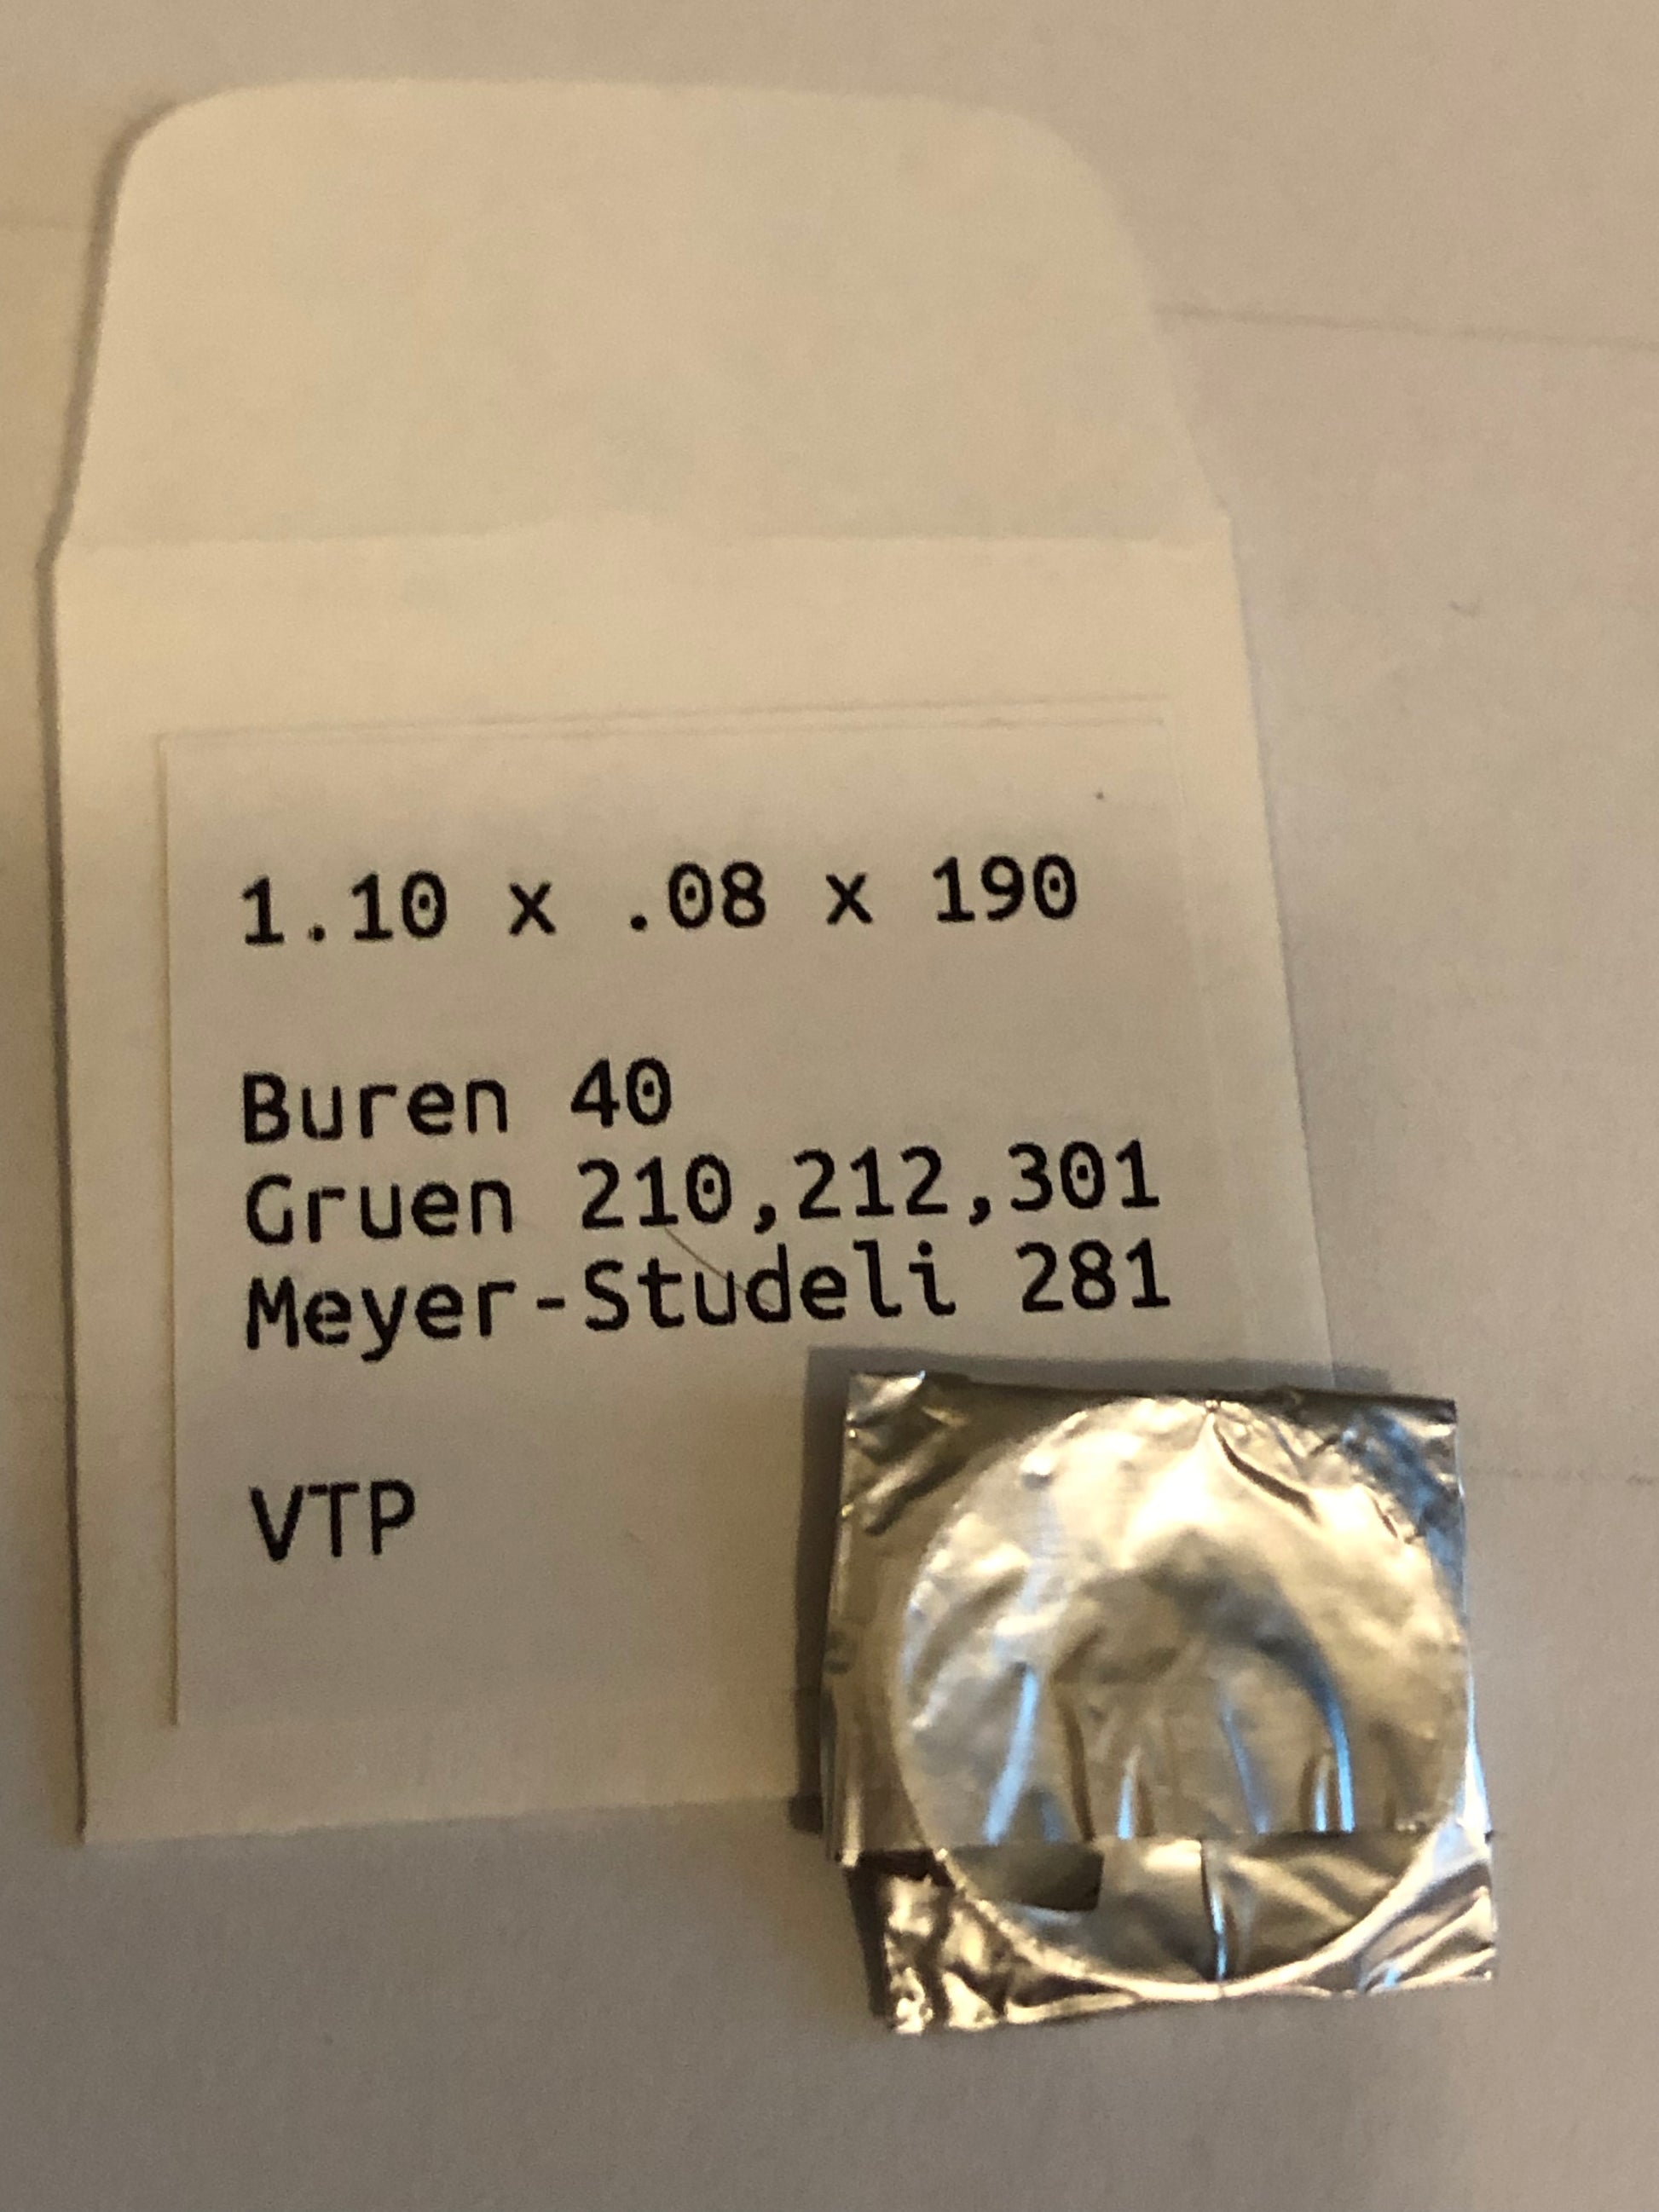 1.10 x .08 x 190
Buren 40
Gruen 210,212,301
Meyer-Studeli 281
VTP